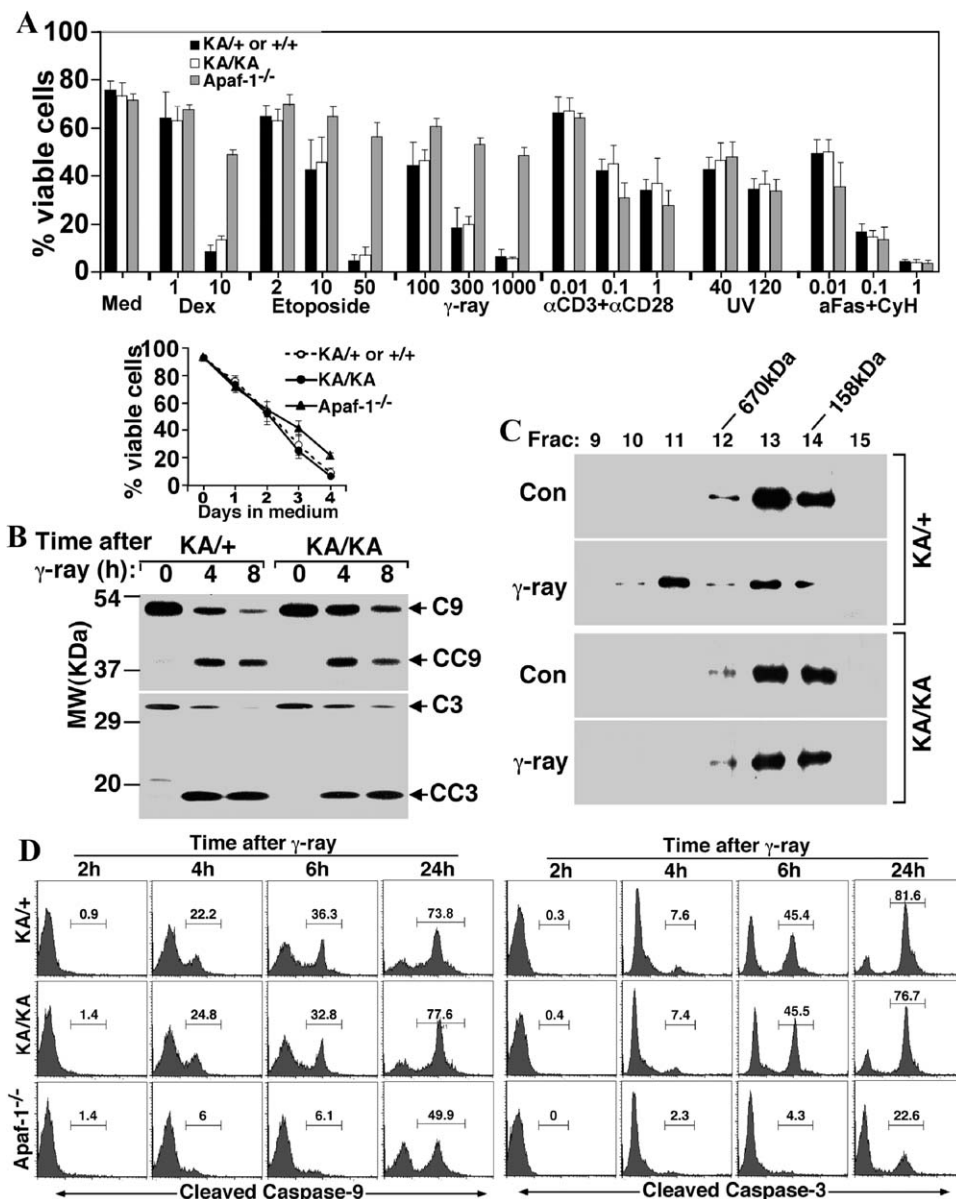 A
100
80
60
40
20
0
% viable cells
KA/+ or +/+
KA/KA
Apaf-1-/-
1 10 2 10 50 100 300 1000 0.01 0.1 1 40 120 0.01 0.1 1
Med Dex Etoposide γ-ray αCD3+αCD28 UV aFas+CyH
100
80
60
40
20
0
% viable cells
KA/+ or +/+
KA/KA
Apaf-1-/-
0 1 2 3 4
Days in medium
B
Time after KA/+ KA/KA
γ-ray (h): 0 4 8 0 4 8
MW(KDa)
54
37
29
20
C9
CC9
C3
CC3
C
670kDa 158kDa
Frac: 9 10 11 12 13 14 15
Con
γ-ray
KA/+
Con
γ-ray
KA/KA
D
Time after γ-ray Time after γ-ray
2h 4h 6h 24h 2h 4h 6h 24h
KA/+ 0.9 22.2 36.3 73.8 0.3 7.6 45.4 81.6
KA/KA 1.4 24.8 32.8 77.6 0.4 7.4 45.5 76.7
Apaf-1-/- 1.4 6 6.1 49.9 0 2.3 4.3 22.6
Cleaved Caspase-9 Cleaved Caspase-3